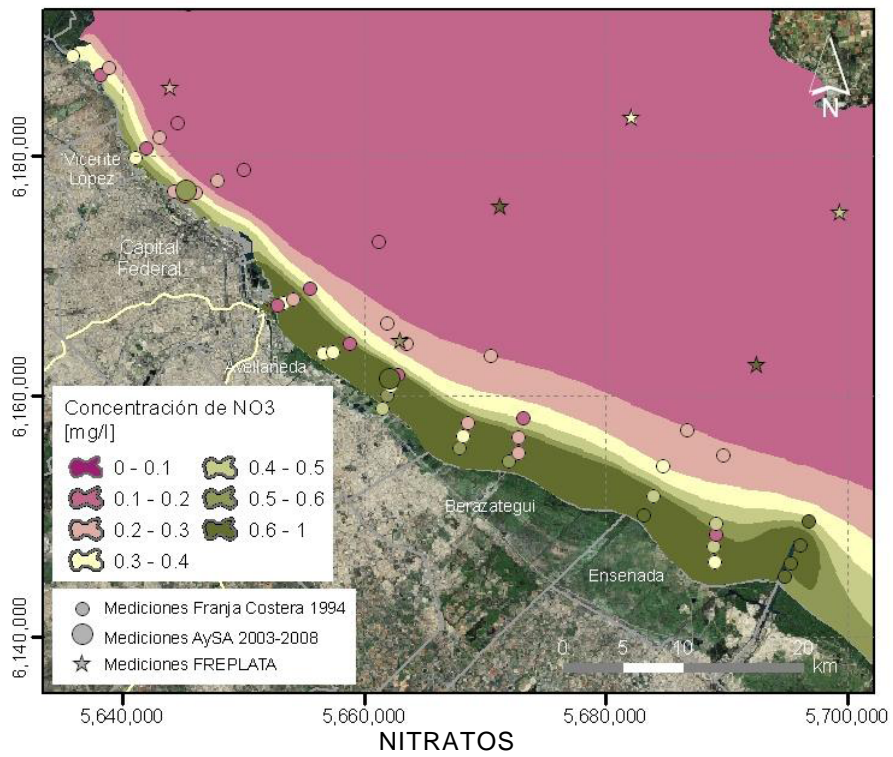 N
6,180,000
6,160,000
6,140,000
Vicente
López
Capital
Federal
Avellaneda
Berazategui
Ensenada
Concentración de NO3
[mg/l]
0 - 0.1
0.1 - 0.2
0.2 - 0.3
0.3 - 0.4
0.4 - 0.5
0.5 - 0.6
0.6 - 1
Mediciones Franja Costera 1994
Mediciones AySA 2003-2008
Mediciones FREPLATA
0 5 10 20
km
5,640,000 5,660,000 5,680,000 5,700,000
NITRATOS